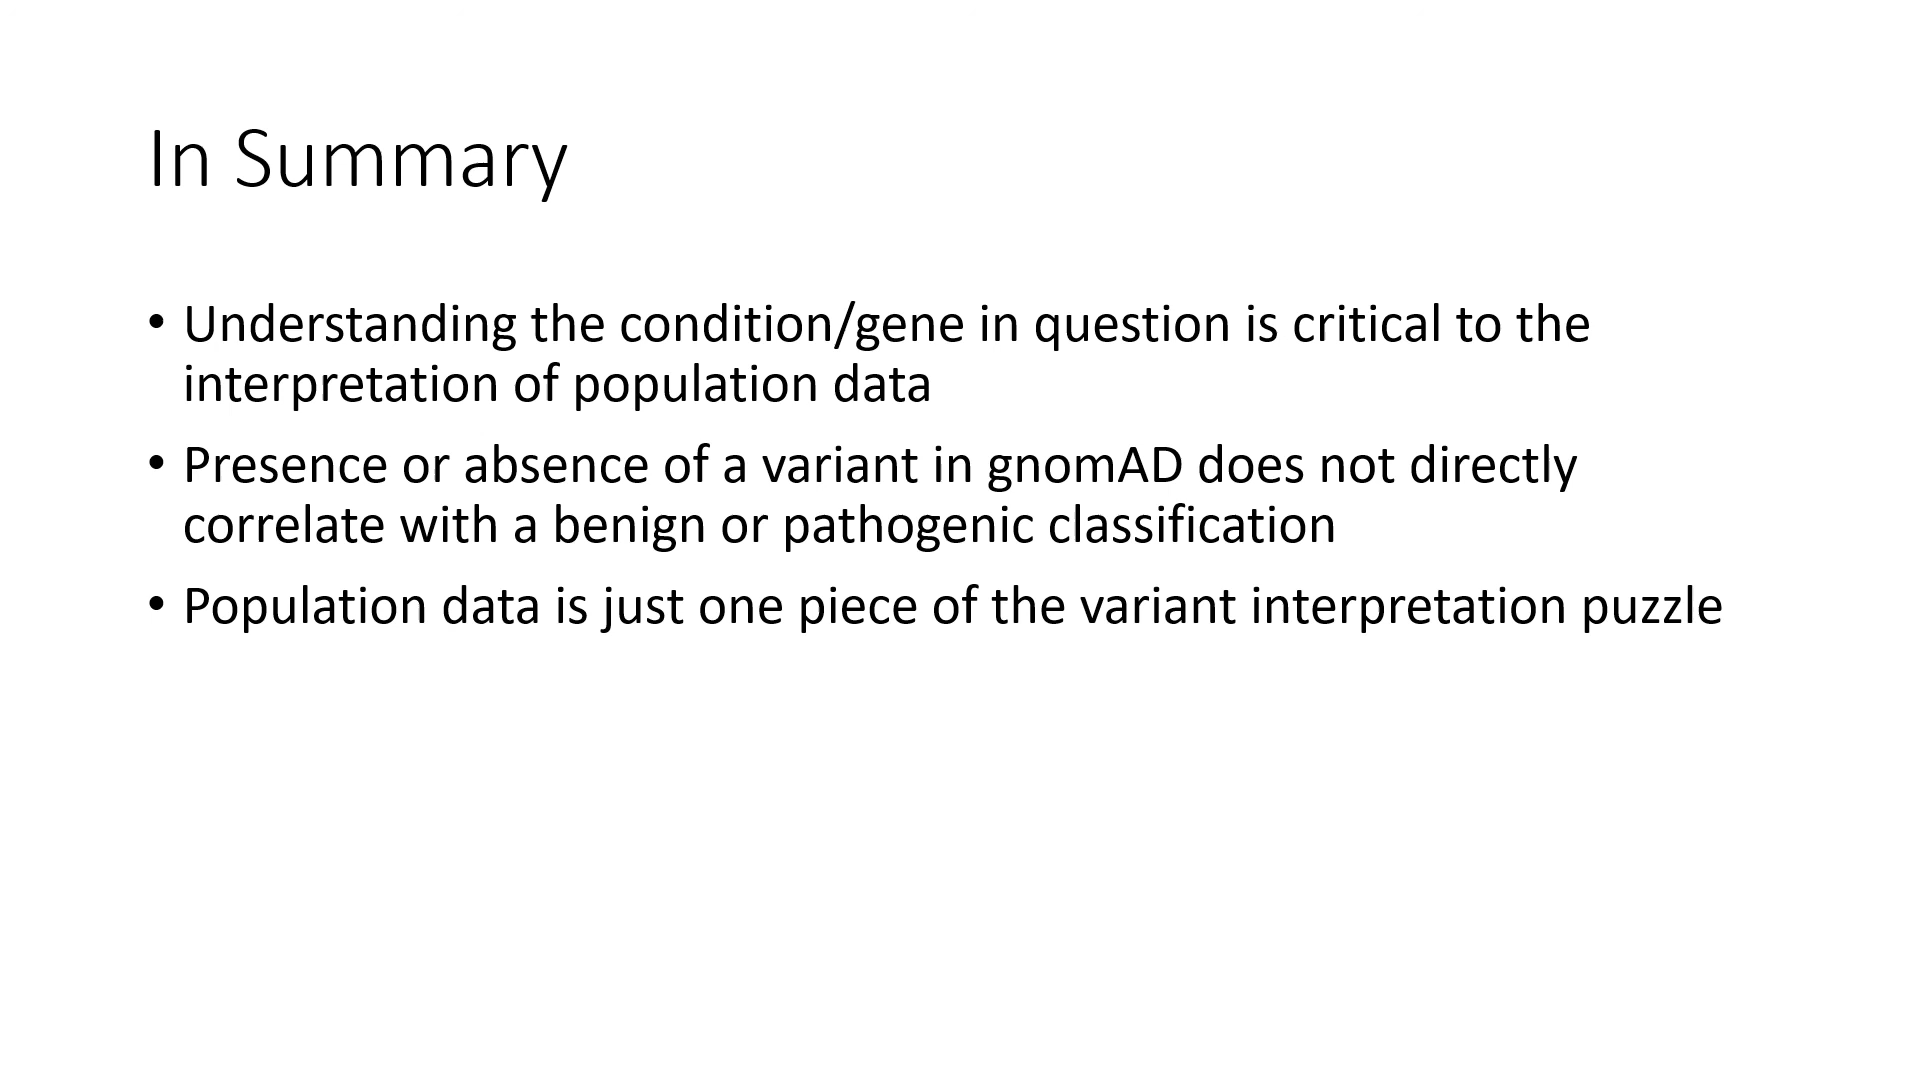 In Summary
• Understanding the condition/gene in question is critical to the
interpretation of population data
• Presence or absence of a variant in gnomAD does not directly
correlate with a benign or pathogenic classification
• Population data is just one piece of the variant interpretation puzzle